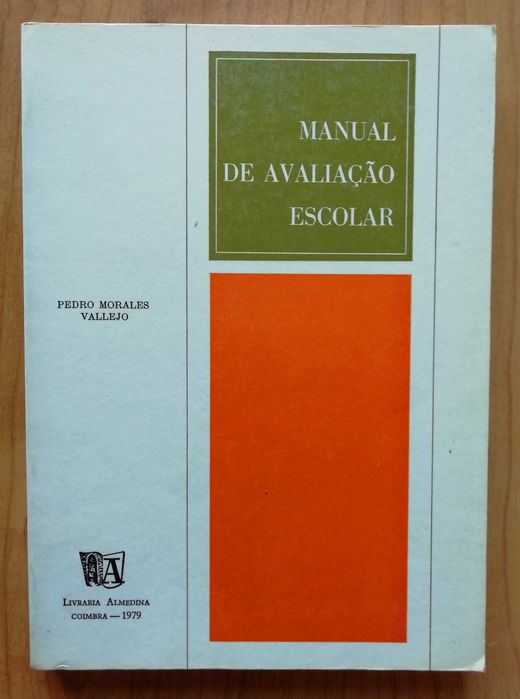 MANUAL
DE AVALIAÇÃO
ESCOLAR
PEDRO MORALES
VALLEJO
A
LIVRARIA ALMEDINA
COIMBRA — 1979